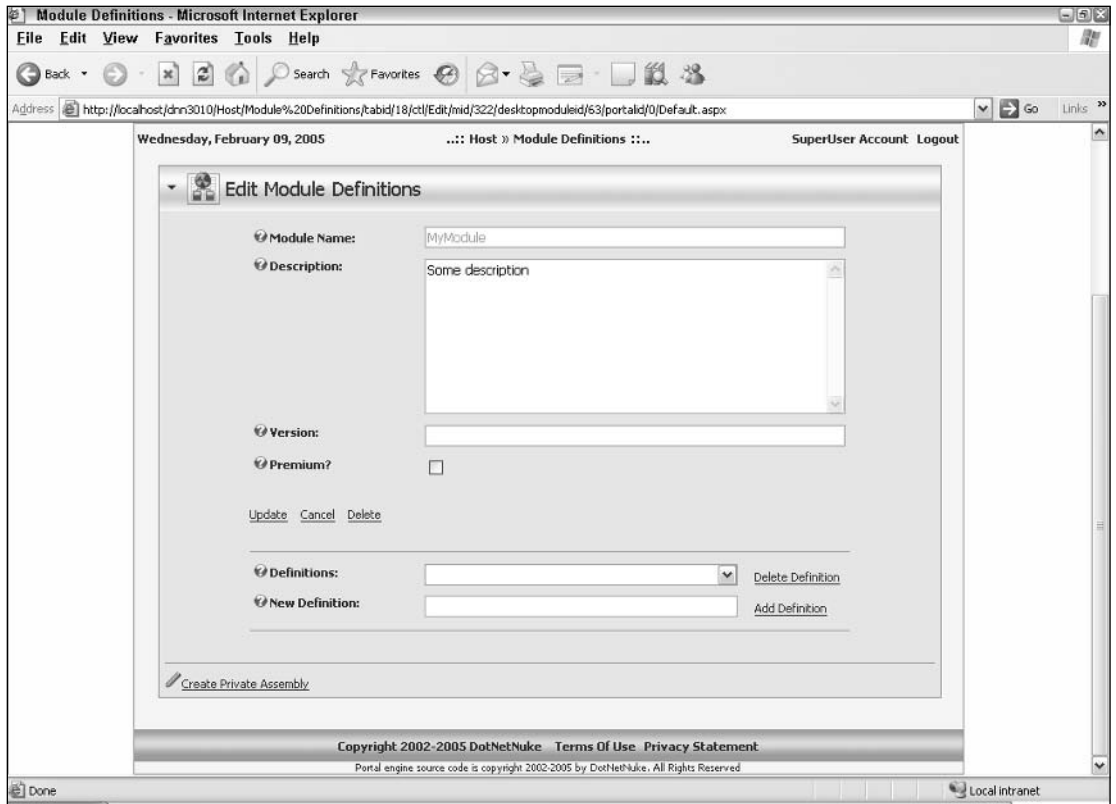 Module Definitions - Microsoft Internet Explorer
File Edit View Favorites Tools Help
Back Search Favorites
Address http://localhost/dnn3010/Host/Module%20Definitions/tabid/18/ctl/Edit/mid/322/desktopmoduleid/63/portalid/0/Default.aspx Go Links »
Wednesday, February 09, 2005 ..:: Host » Module Definitions ::.. SuperUser Account Logout
Edit Module Definitions
Module Name: MyModule
Description: Some description
Version:
Premium?
Update Cancel Delete
Definitions: Delete Definition
New Definition: Add Definition
Create Private Assembly
Copyright 2002-2005 DotNetNuke Terms Of Use Privacy Statement
Portal engine source code is copyright 2002-2005 by DotNetNuke. All Rights Reserved
Done Local intranet